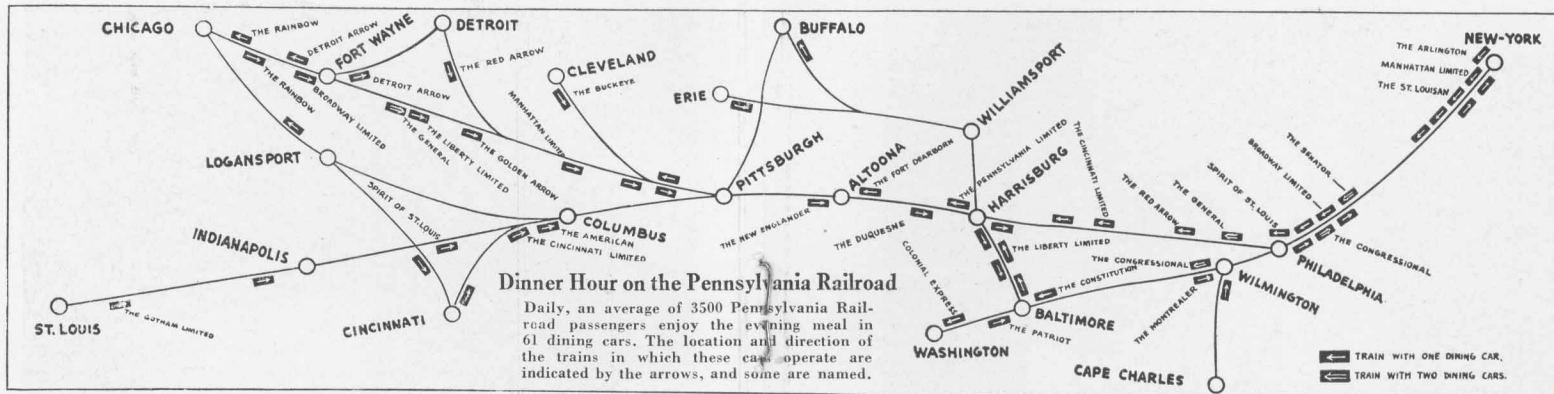 CHICAGO
THE RAINBOW
DETROIT ARROW
FORT WAYNE
DETROIT
THE RED ARROW
CLEVELAND
THE BUCKEYE
BUFFALO
ERIE
WILLIAMSPORT
NEW-YORK
THE ARLINGTON
MANHATTAN LIMITED
THE ST. LOUISAN
THE RAINBOW
BROADWAY LIMITED
DETROIT ARROW
THE LIBERTY LIMITED
THE GENERAL
THE GOLDEN ARROW
MANHATTAN LIMITED
LOGANSPORT
SPIRIT OF ST. LOUIS
INDIANAPOLIS
ST. LOUIS
THE GOTHAM LIMITED
CINCINNATI
COLUMBUS
THE AMERICAN
THE CINCINNATI LIMITED
PITTSBURGH
ALTOONA
THE NEW ENGLANDER
THE FORT DEARBORN
THE DUQUESNE
HARRISBURG
THE PENNSYLVANIA LIMITED
THE CINCINNATI LIMITED
THE RED ARROW
THE GENERAL
SPIRIT OF ST. LOUIS
BROADWAY LIMITED
THE SENATOR
THE CONGRESSIONAL
PHILADELPHIA
WILMINGTON
THE LIBERTY LIMITED
THE CONGRESSIONAL
THE CONSTITUTION
COLONIAL EXPRESS
BALTIMORE
THE MONTREALER
THE PATRIOT
WASHINGTON
CAPE CHARLES
Dinner Hour on the Pennsylvania Railroad
Daily, an average of 3500 Pennsylvania Rail-
road passengers enjoy the evening meal in
61 dining cars. The location and direction of
the trains in which these cars operate are
indicated by the arrows, and some are named.
TRAIN WITH ONE DINING CAR.
TRAIN WITH TWO DINING CARS.